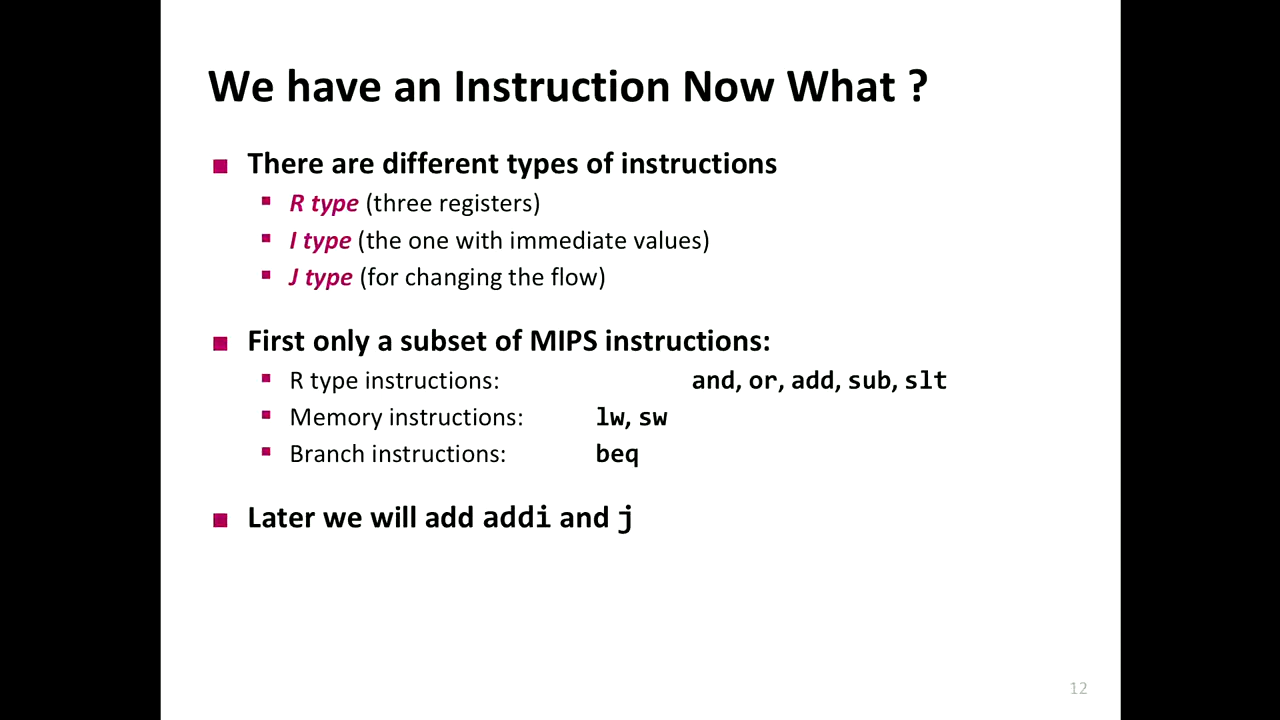 We have an Instruction Now What ?
There are different types of instructions
R type (three registers)
I type (the one with immediate values)
J type (for changing the flow)
First only a subset of MIPS instructions:
R type instructions: and, or, add, sub, slt
Memory instructions: lw, sw
Branch instructions: beq
Later we will add addi and j
12